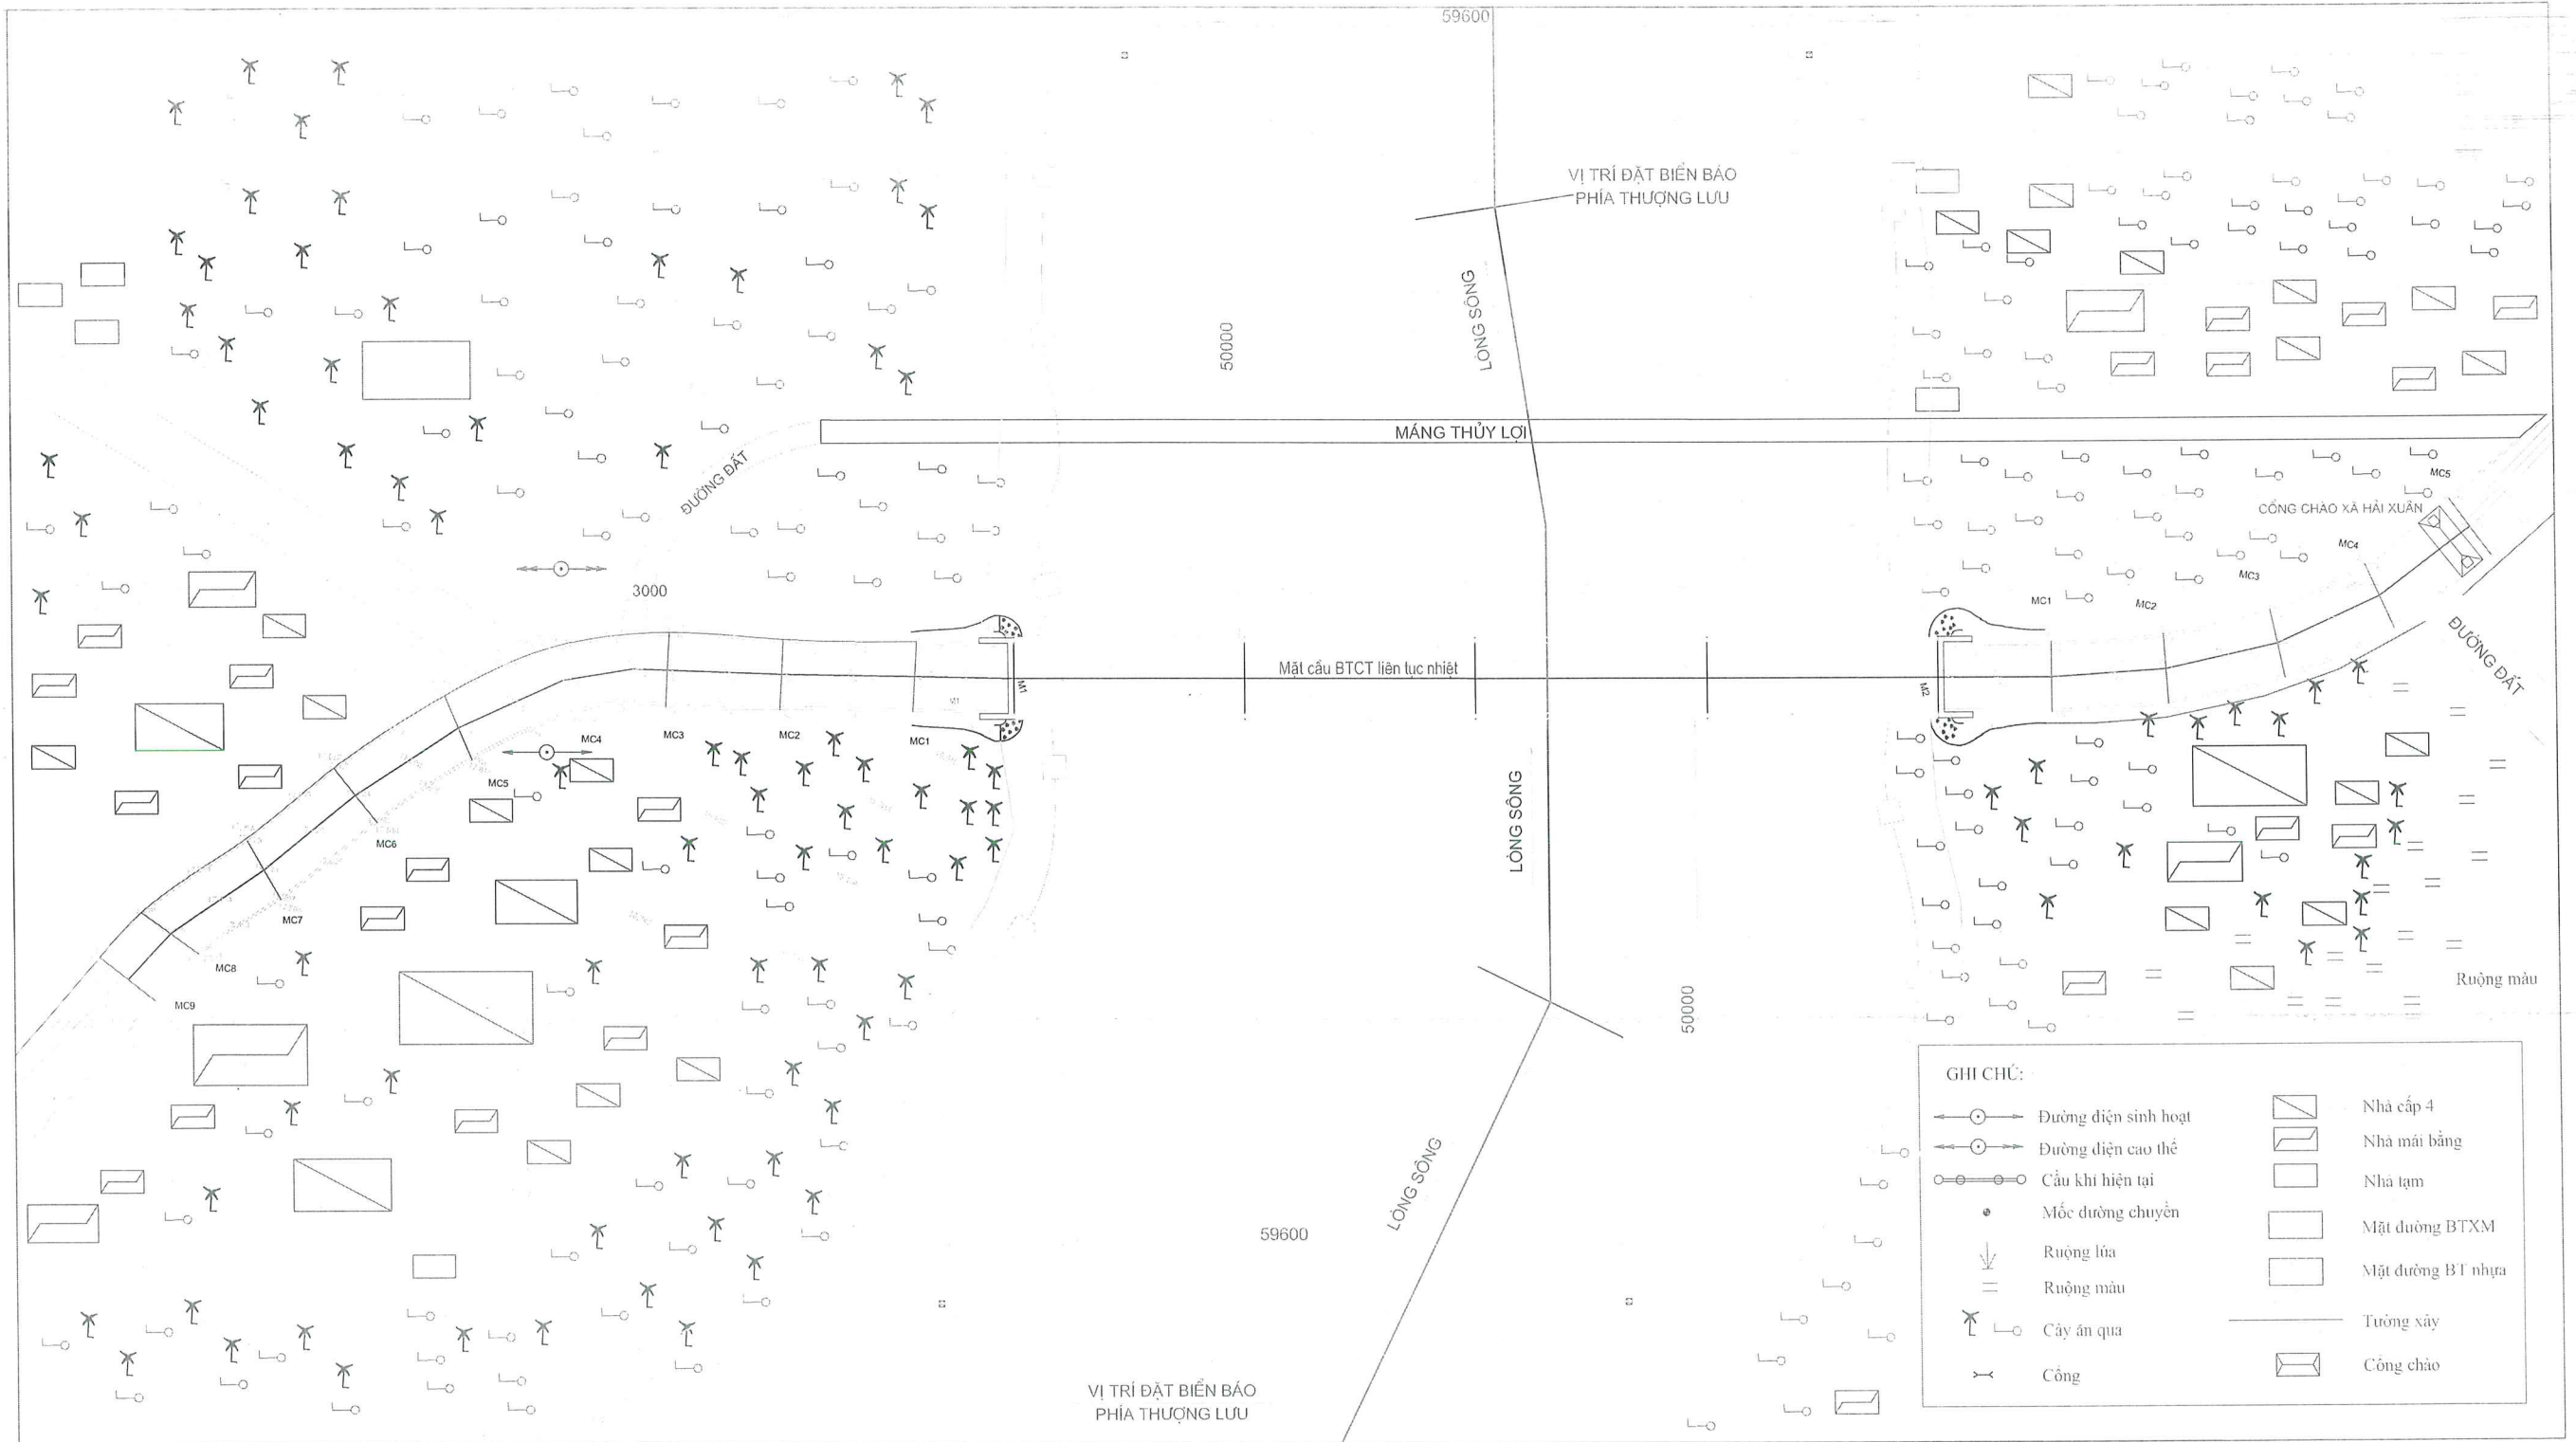 59600
VỊ TRÍ ĐẶT BIỂN BÁO
PHÍA THƯỢNG LƯU
LÒNG SÔNG
50000
MÁNG THỦY LỢI
ĐƯỜNG ĐẤT
MC5
CỔNG CHÀO XÃ HẢI XUÂN
MC4
MC3
MC2
MC1
3000
ĐƯỜNG ĐẤT
Mặt cầu BTCT liên tục nhiệt
M1
M1
M2
MC4
MC3
MC2
MC1
MC5
MC6
MC7
MC8
MC9
LÒNG SÔNG
50000
Ruộng màu
LÒNG SÔNG
59600
VỊ TRÍ ĐẶT BIỂN BÁO
PHÍA THƯỢNG LƯU
GHI CHÚ:
Đường điện sinh hoạt
Đường điện cao thế
Cầu khỉ hiện tại
Mốc đường chuyền
Ruộng lúa
Ruộng màu
Cây ăn quả
Cống
Nhà cấp 4
Nhà mái bằng
Nhà tạm
Mặt đường BTXM
Mặt đường BT nhựa
Tường xây
Cổng chào